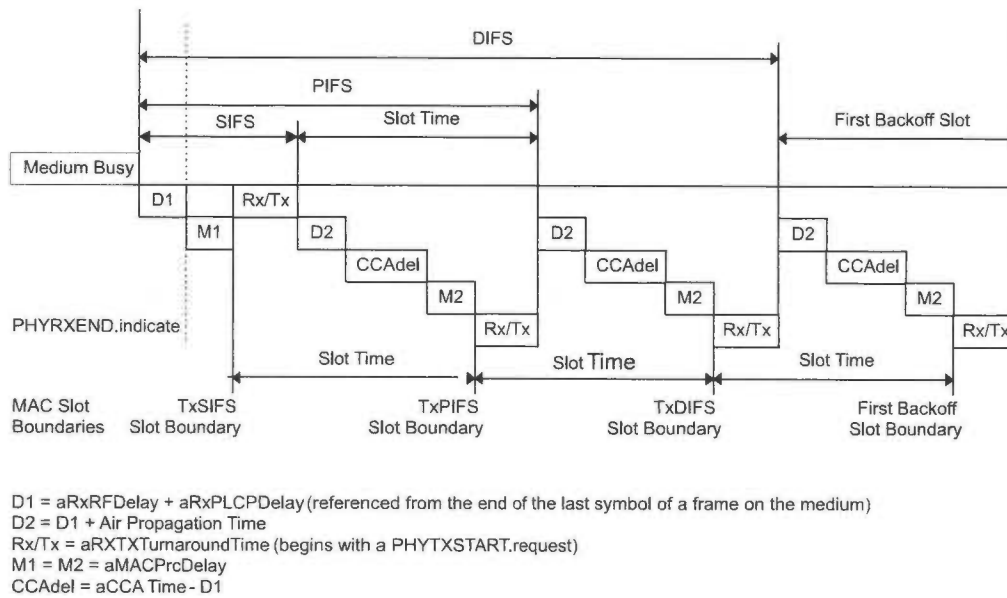 DIFS
PIFS
SIFS
Slot Time
First Backoff Slot
Medium Busy
D1
Rx/Tx
M1
D2
D2
D2
CCAdel
CCAdel
CCAdel
M2
M2
M2
PHYRXEND.indicate
Rx/Tx
Rx/Tx
Rx/Tx
Slot Time
Slot Time
Slot Time
MAC Slot
Boundaries
TxSIFS
Slot Boundary
TxPIFS
Slot Boundary
TxDIFS
Slot Boundary
First Backoff
Slot Boundary
D1 = aRxRFDelay + aRxPLCPDelay (referenced from the end of the last symbol of a frame on the medium)
D2 = D1 + Air Propagation Time
Rx/Tx = aRXTXTurnaroundTime (begins with a PHYTXSTART.request)
M1 = M2 = aMACPrcDelay
CCAdel = aCCA Time - D1